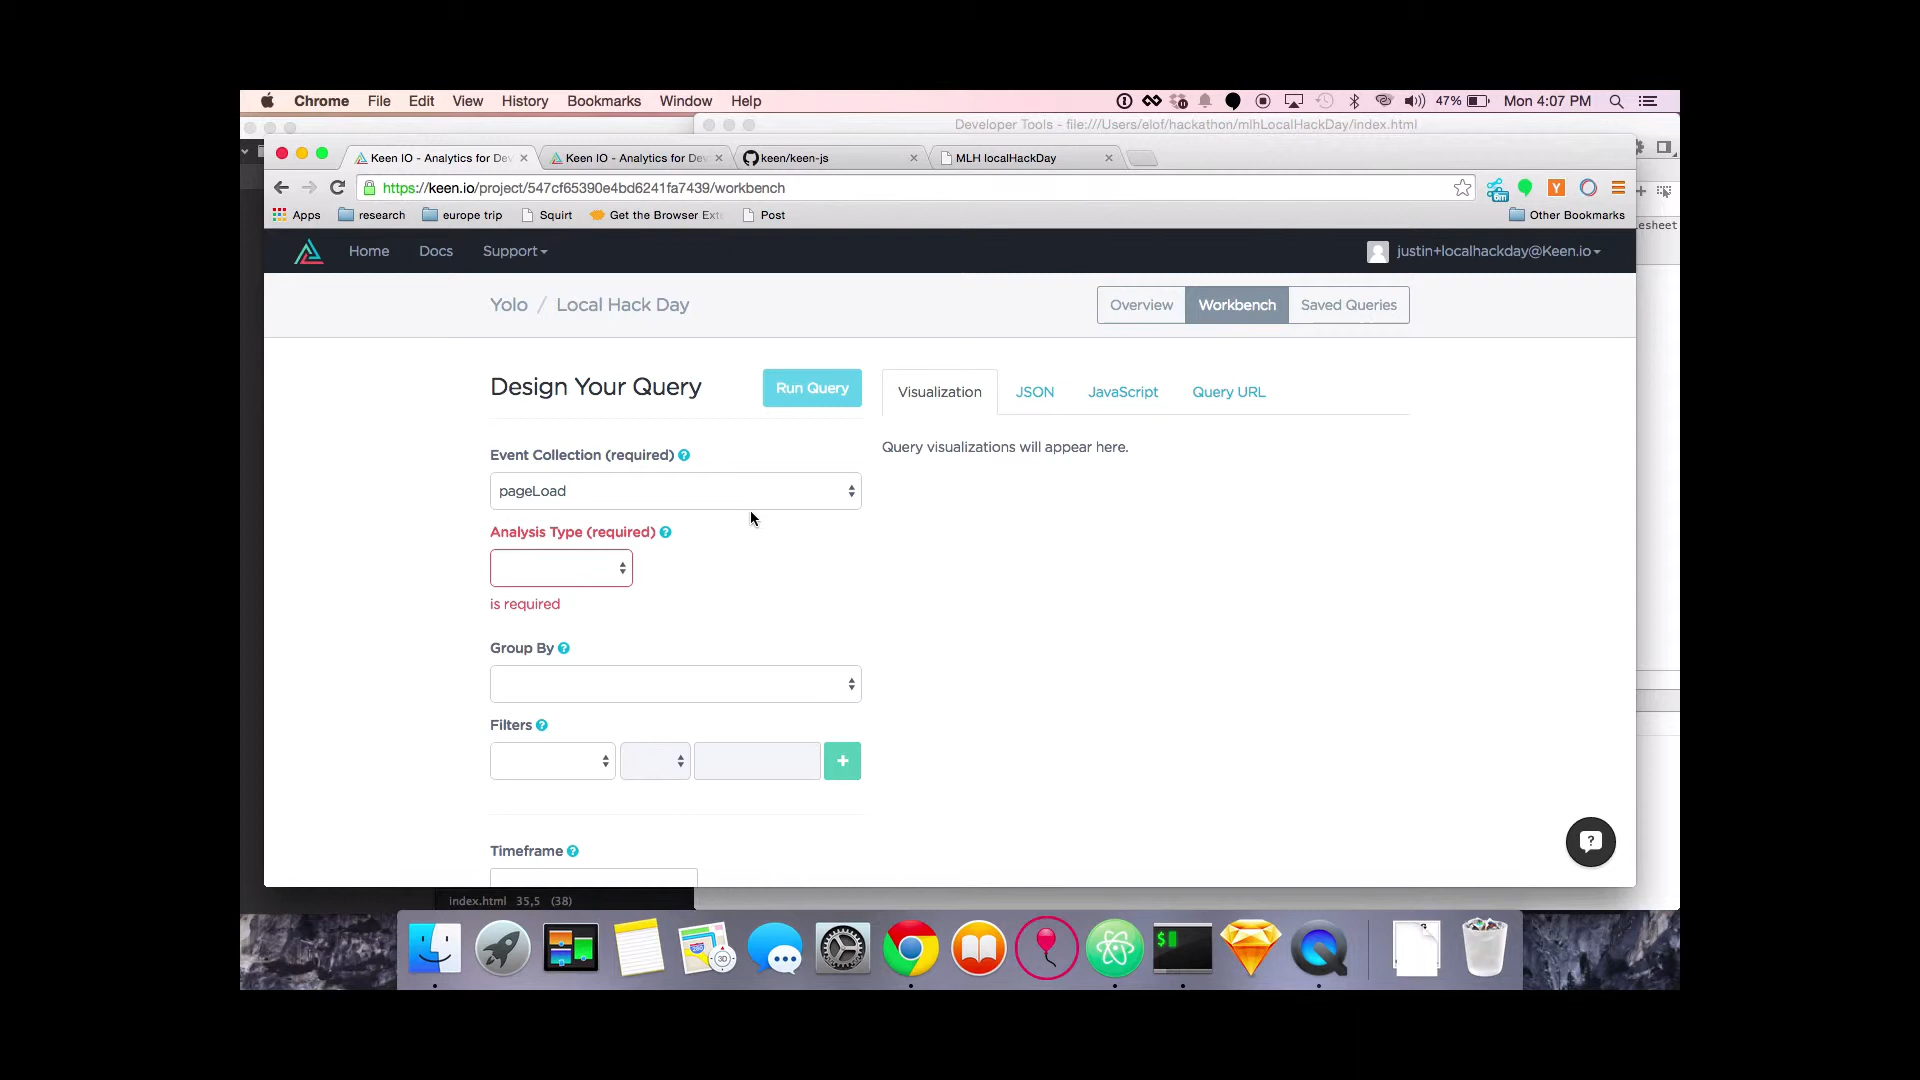 Chrome File Edit View History Bookmarks Window Help
47% Mon 4:07 PM
Developer Tools - file:///Users/elof/hackathon/mlhLocalHackDay/index.html
Keen IO - Analytics for Dev
Keen IO - Analytics for Dev
keen/keen-js
MLH localHackDay
https://keen.io/project/547cf65390e4bd6241fa7439/workbench
6m
Y
Apps research europe trip Squirt Get the Browser Exte Post Other Bookmarks
esheet
Home Docs Support justin+localhackday@Keen.io
Yolo / Local Hack Day
Overview Workbench Saved Queries
Design Your Query
Run Query
Visualization JSON JavaScript Query URL
Query visualizations will appear here.
Event Collection (required) ?
pageLoad
Analysis Type (required) ?
is required
Group By ?
Filters ?
+
Timeframe ?
?
index.html 35,5 (38)
280
3D
$